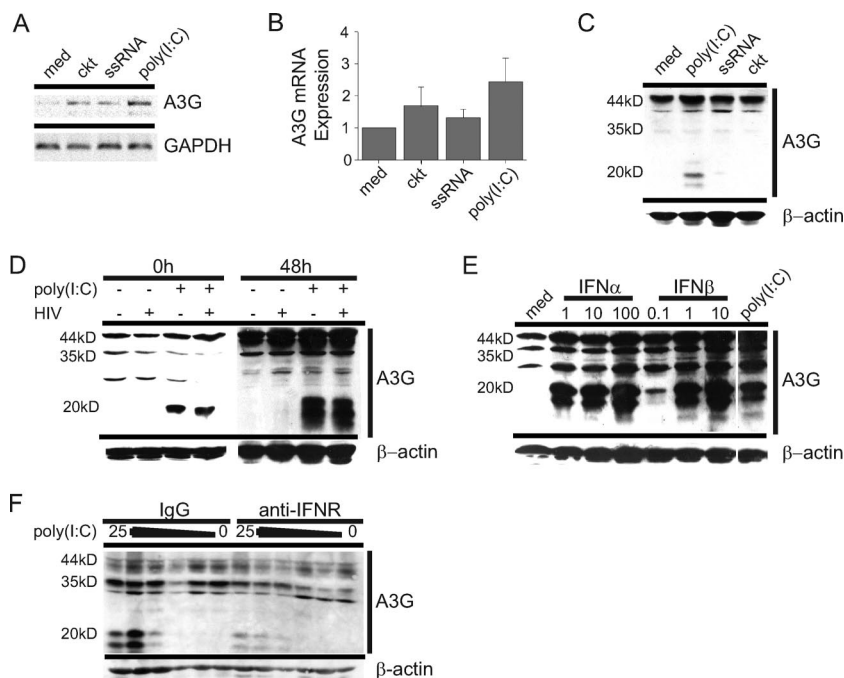 A
med ckt ssRNA poly(I:C)
A3G
GAPDH
B
A3G mRNA
Expression
4
3
2
1
0
med ckt ssRNA poly(I:C)
C
med poly(I:C) ssRNA ckt
44kD
35kD
20kD
A3G
β–actin
D
0h 48h
poly(I:C) - - + + - - + +
HIV - + - + - + - +
44kD
35kD
20kD
A3G
β–actin
E
med IFNα IFNβ poly(I:C)
1 10 100 0.1 1 10
44kD
35kD
20kD
A3G
β–actin
F
IgG anti-IFNR
poly(I:C) 25 0 25 0
44kD
35kD
20kD
A3G
β–actin